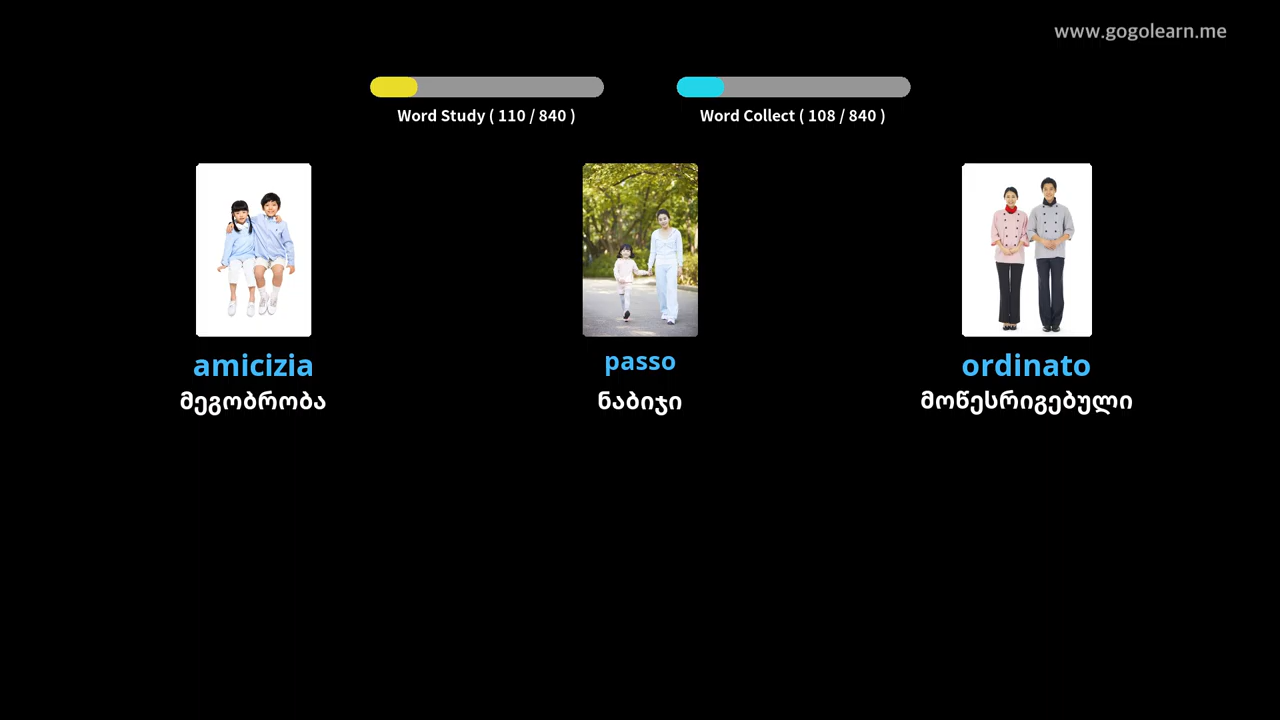 www.gogolearn.me
Word Study ( 110 / 840 )
Word Collect ( 108 / 840 )
amicizia
passo
ordinato
მეგობრობა
ნაბიჯი
მოწესრიგებული